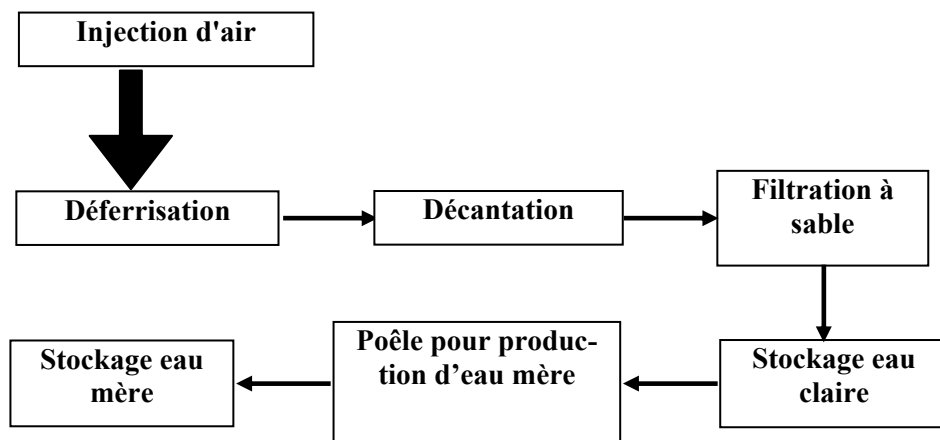 Injection d'air
Déferrisation
Décantation
Filtration à
sable
Stockage eau
claire
Poêle pour produc-
tion d’eau mère
Stockage eau
mère